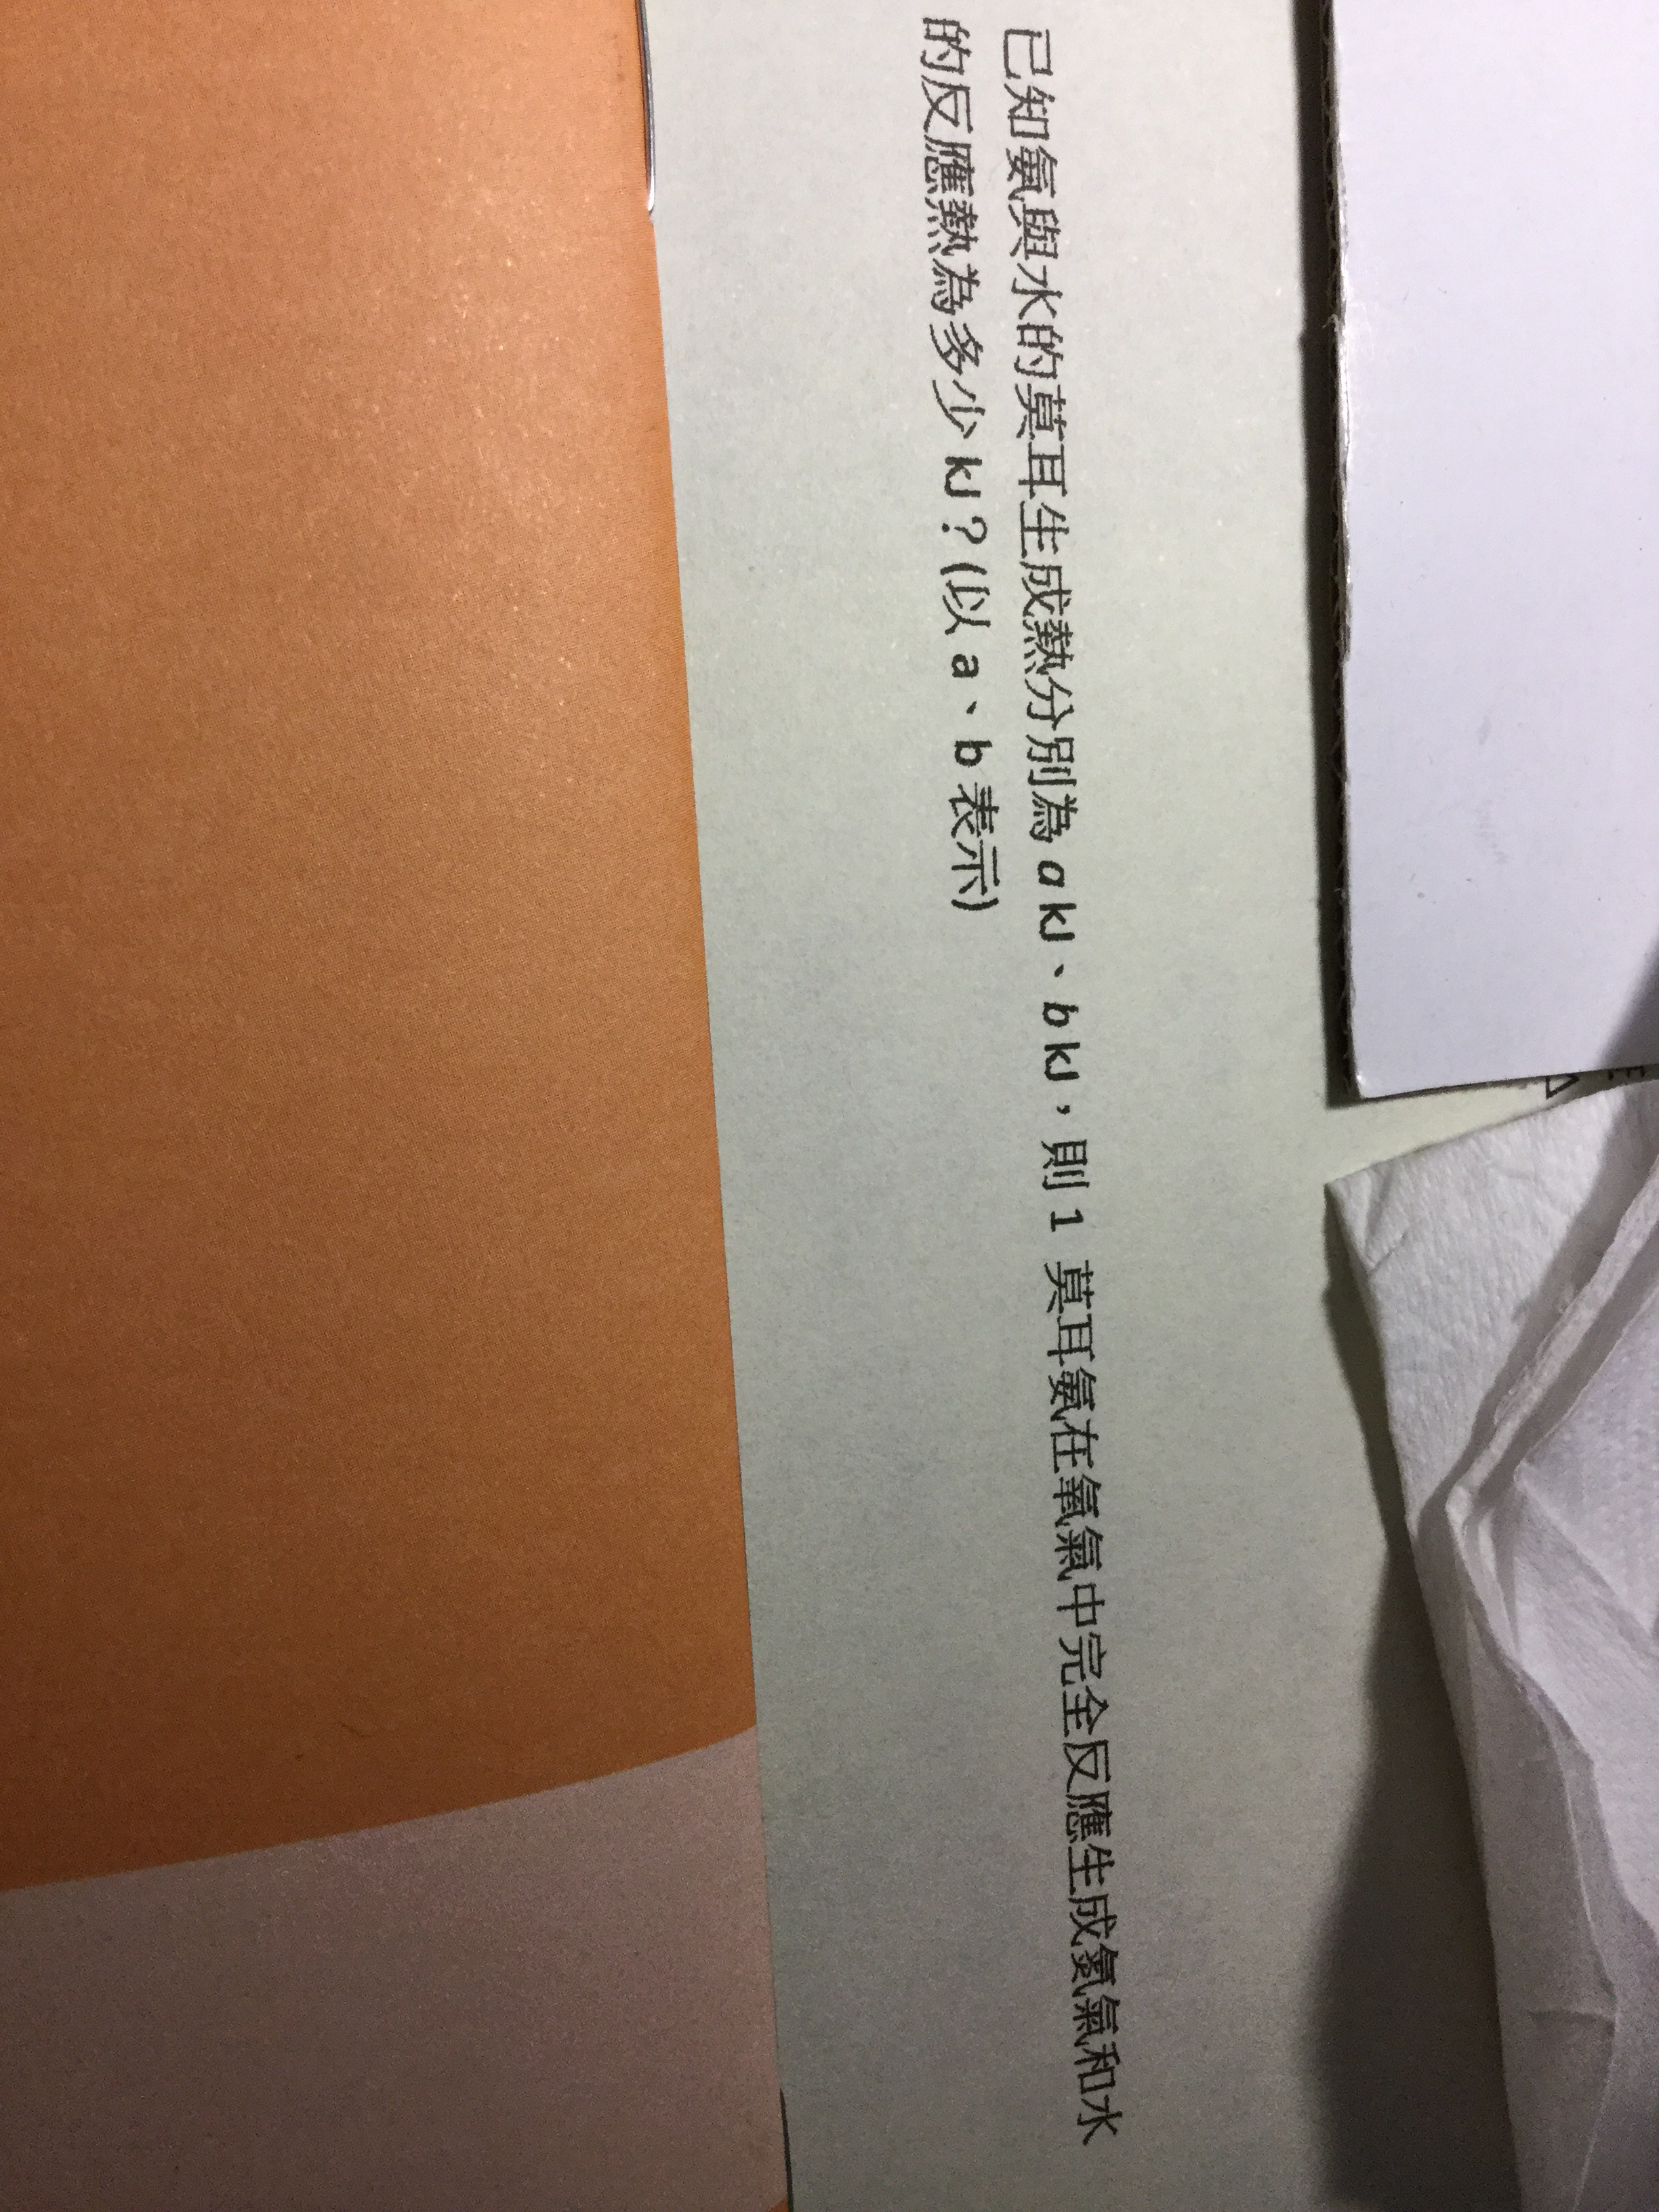 已知氨與水的莫耳生成熱分別為 a kJ、b kJ，則 1 莫耳氨在氧氣中完全反應生成氮氣和水
的反應熱為多少 kJ？(以 a、b 表示)